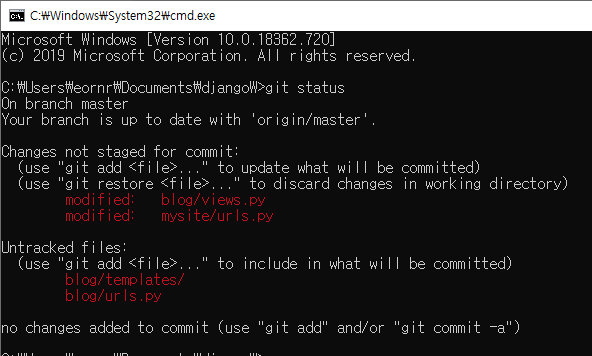 C:₩Windows₩System32₩cmd.exe
Microsoft Windows [Version 10.0.18362.720]
(c) 2019 Microsoft Corporation. All rights reserved.
C:₩Users₩eornr₩Documents₩django₩>git status
On branch master
Your branch is up to date with 'origin/master'.
Changes not staged for commit:
(use "git add <file>..." to update what will be committed)
(use "git restore <file>..." to discard changes in working directory)
modified: blog/views.py
modified: mysite/urls.py
Untracked files:
(use "git add <file>..." to include in what will be committed)
blog/templates/
blog/urls.py
no changes added to commit (use "git add" and/or "git commit -a")